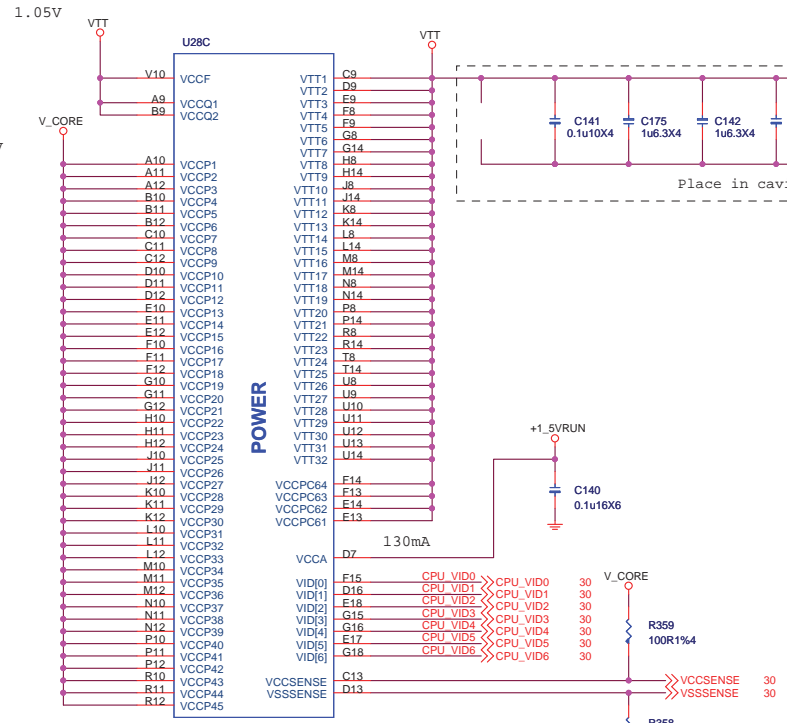 1.05V
VTT
U28C
VTT
V10 VCCF VTT1 C9
VTT2 D9
A9 VCCQ1 VTT3 E9
B9 VCCQ2 VTT4 F8
VTT5 F9
VTT6 G8
V_CORE
VTT7 G14
A10 VCCP1 VTT8 H8
A11 VCCP2 VTT9 H14
A12 VCCP3 VTT10 J8
B10 VCCP4 VTT11 J14
B11 VCCP5 VTT12 K8
B12 VCCP6 VTT13 K14
C10 VCCP7 VTT14 L8
C11 VCCP8 VTT15 L14
C12 VCCP9 VTT16 M8
D10 VCCP10 VTT17 M14
D11 VCCP11 VTT18 N8
D12 VCCP12 VTT19 N14
E10 VCCP13 VTT20 P8
E11 VCCP14 VTT21 P14
E12 VCCP15 VTT22 R8
F10 VCCP16 VTT23 R14
F11 VCCP17 VTT24 T8
F12 VCCP18 VTT25 T14
G10 VCCP19 VTT26 U8
G11 VCCP20 VTT27 U9
G12 VCCP21 VTT28 U10
H10 VCCP22 VTT29 U11
H11 VCCP23 VTT30 U12
H12 VCCP24 VTT31 U13
J10 VCCP25 VTT32 U14
J11 VCCP26
J12 VCCP27 VCCPC64 F14
K10 VCCP28 VCCPC63 F13
K11 VCCP29 VCCPC62 E14
K12 VCCP30 VCCPC61 E13
L10 VCCP31
L11 VCCP32
L12 VCCP33 VCCA D7
M10 VCCP34
M11 VCCP35 VID[0] F15 CPU_VID0 CPU_VID0 30
M12 VCCP36 VID[1] D16 CPU_VID1 CPU_VID1 30
N10 VCCP37 VID[2] E18 CPU_VID2 CPU_VID2 30
N11 VCCP38 VID[3] G15 CPU_VID3 CPU_VID3 30
N12 VCCP39 VID[4] G16 CPU_VID4 CPU_VID4 30
P10 VCCP40 VID[5] E17 CPU_VID5 CPU_VID5 30
P11 VCCP41 VID[6] G18 CPU_VID6 CPU_VID6 30
P12 VCCP42
R10 VCCP43 VCCSENSE C13 VCCSENSE 30
R11 VCCP44 VSSSENSE D13 VSSSENSE 30
R12 VCCP45
POWER
C141
0.1u10X4
C175
1u6.3X4
C142
1u6.3X4
Place in cavi
+1_5VRUN
C140
0.1u16X6
130mA
V_CORE
R359
100R1%4
R358